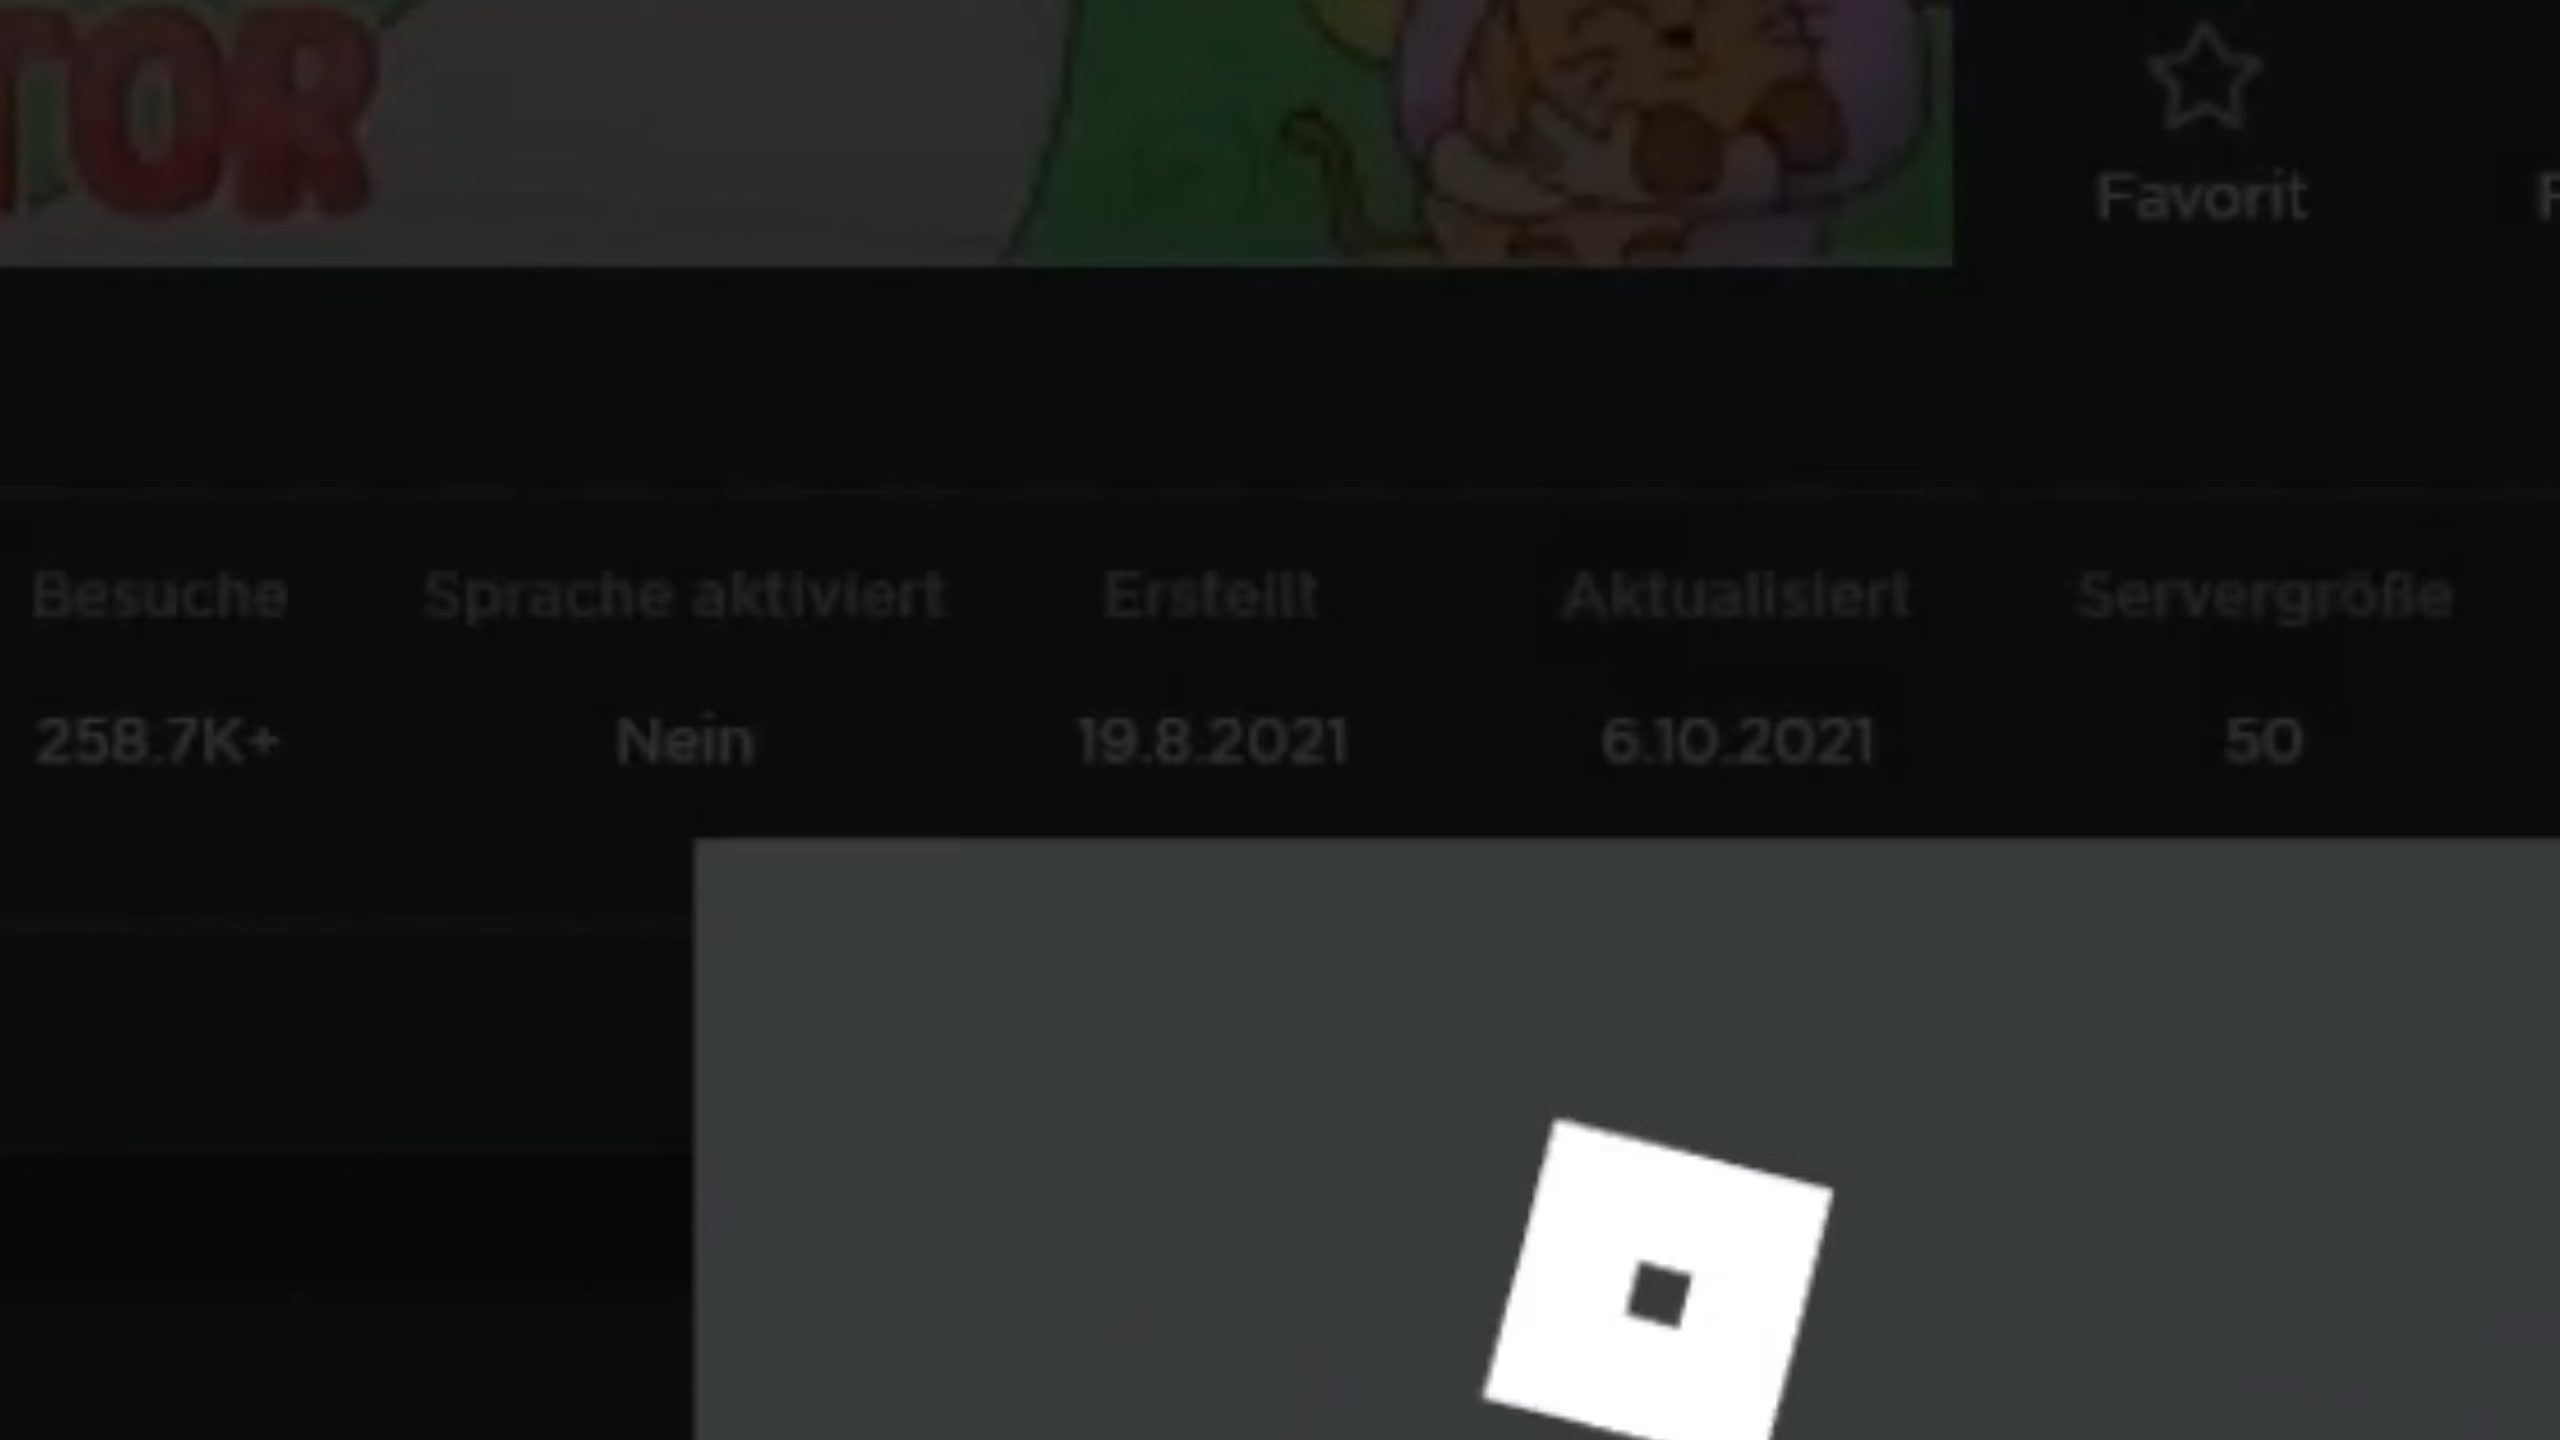 TOR
Favorit
F
Besuche Sprache aktiviert Erstellt Aktualisiert Servergröße
258.7K+ Nein 19.8.2021 6.10.2021 50